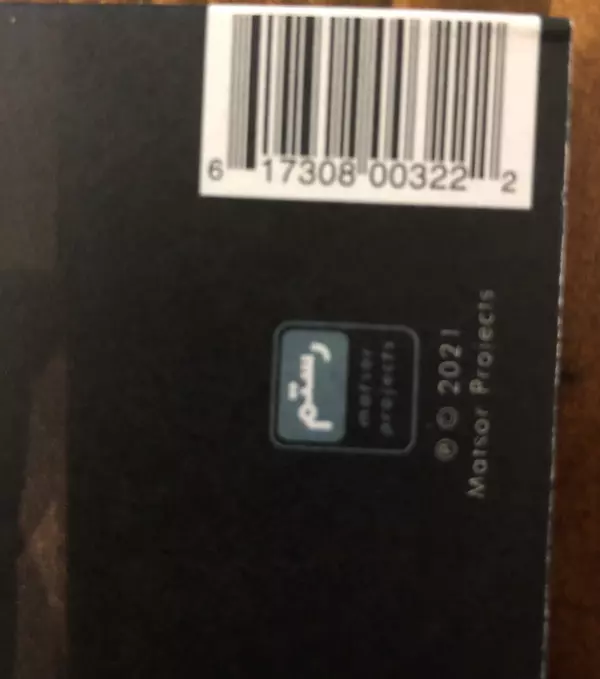 6 17308 00322 2
matsor
projects
℗ © 2021
Matsor Projects